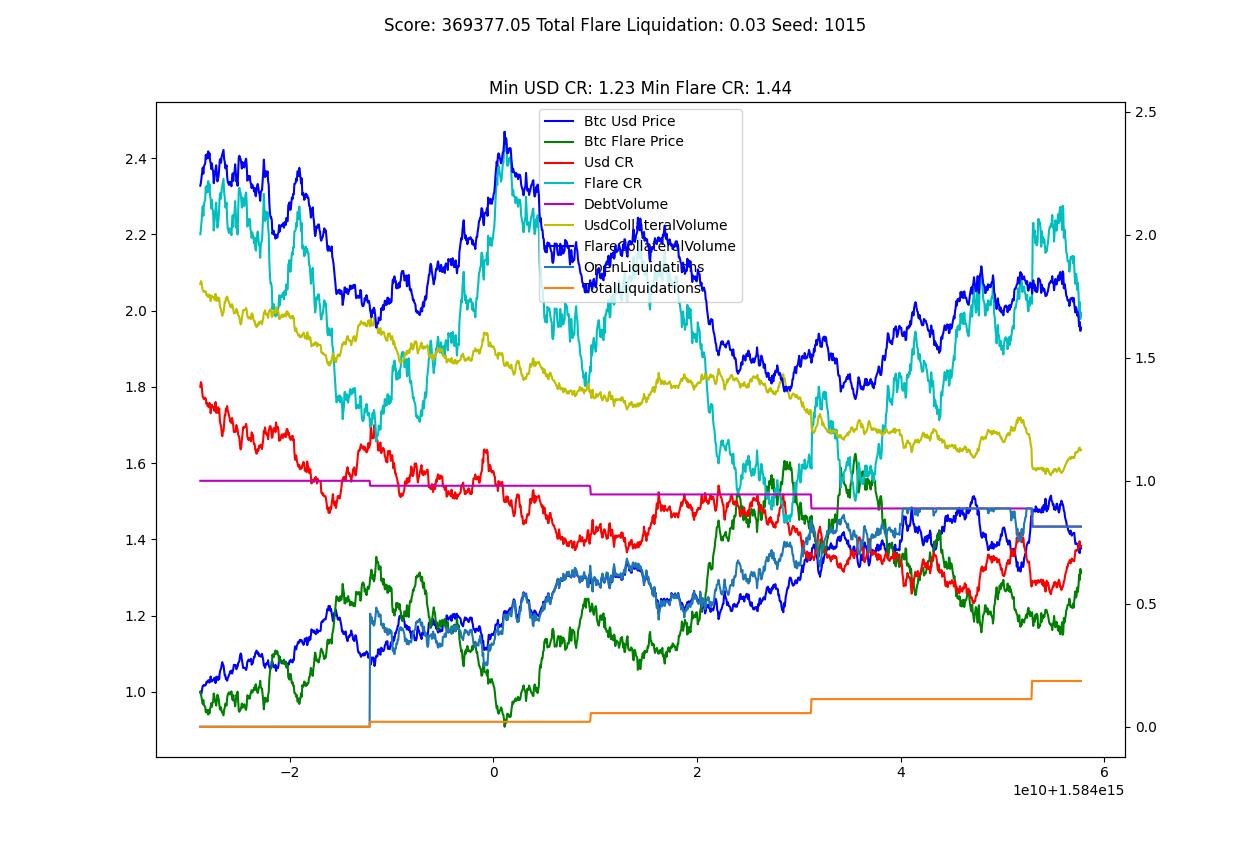 Score: 369377.05 Total Flare Liquidation: 0.03 Seed: 1015
Min USD CR: 1.23 Min Flare CR: 1.44
Btc Usd Price
Btc Flare Price
Usd CR
Flare CR
DebtVolume
UsdCollateralVolume
FlareCollateralVolume
OpenLiquidations
TotalLiquidations
2.4
2.2
2.0
1.8
1.6
1.4
1.2
1.0
2.5
2.0
1.5
1.0
0.5
0.0
−2 0 2 4 6
1e10+1.584e15